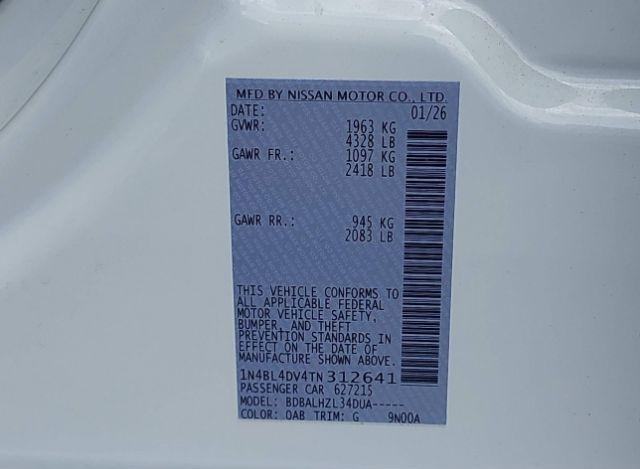 MFD BY NISSAN MOTOR CO., LTD.
DATE: 01/26
GVWR: 1963 KG
4328 LB
GAWR FR.: 1097 KG
2418 LB
GAWR RR.: 945 KG
2083 LB
THIS VEHICLE CONFORMS TO
ALL APPLICABLE FEDERAL
MOTOR VEHICLE SAFETY,
BUMPER, AND THEFT
PREVENTION STANDARDS IN
EFFECT ON THE DATE OF
MANUFACTURE SHOWN ABOVE.
1N4BL4DV4TN312641
PASSENGER CAR 627215
MODEL: BDBALHZL34DUA-----
COLOR: QAB TRIM: G 9N00A